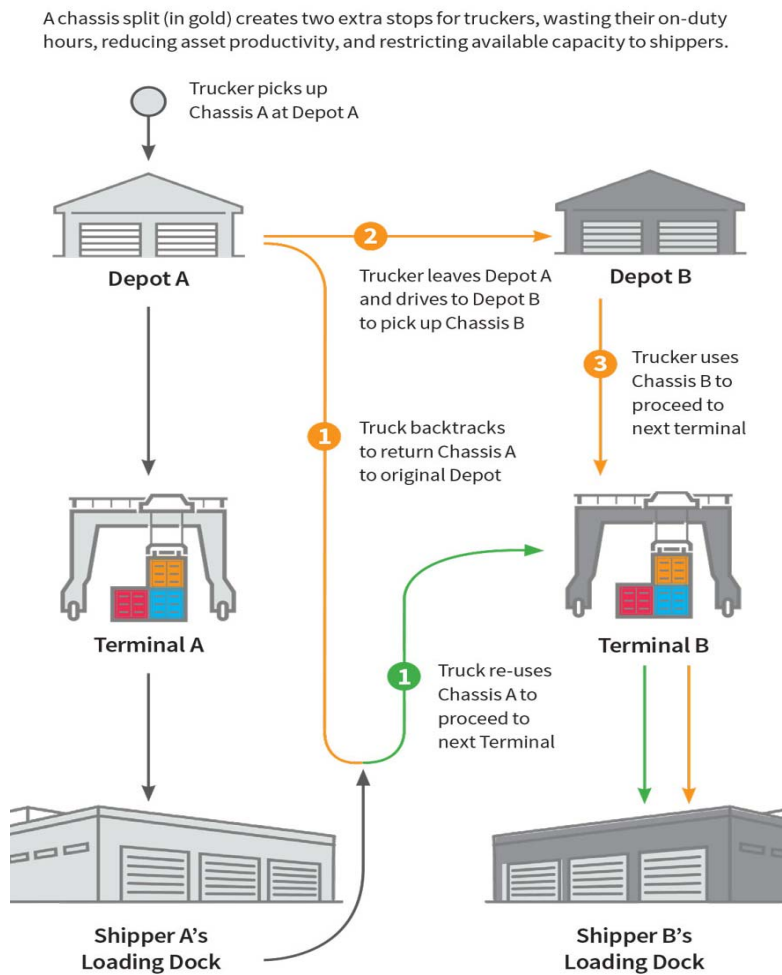 A chassis split (in gold) creates two extra stops for truckers, wasting their on-duty
hours, reducing asset productivity, and restricting available capacity to shippers.
Trucker picks up
Chassis A at Depot A
Depot A
2
Trucker leaves Depot A
and drives to Depot B
to pick up Chassis B
Depot B
3
Trucker uses
Chassis B to
proceed to
next terminal
1
Truck backtracks
to return Chassis A
to original Depot
Terminal A
Terminal B
1
Truck re-uses
Chassis A to
proceed to
next Terminal
Shipper A's
Loading Dock
Shipper B's
Loading Dock